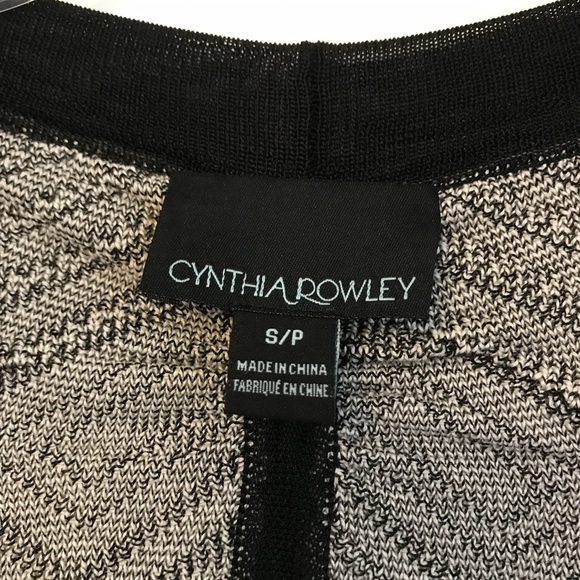 CYNTHIA ROWLEY
S/P
MADE IN CHINA
FABRIQUÉ EN CHINE